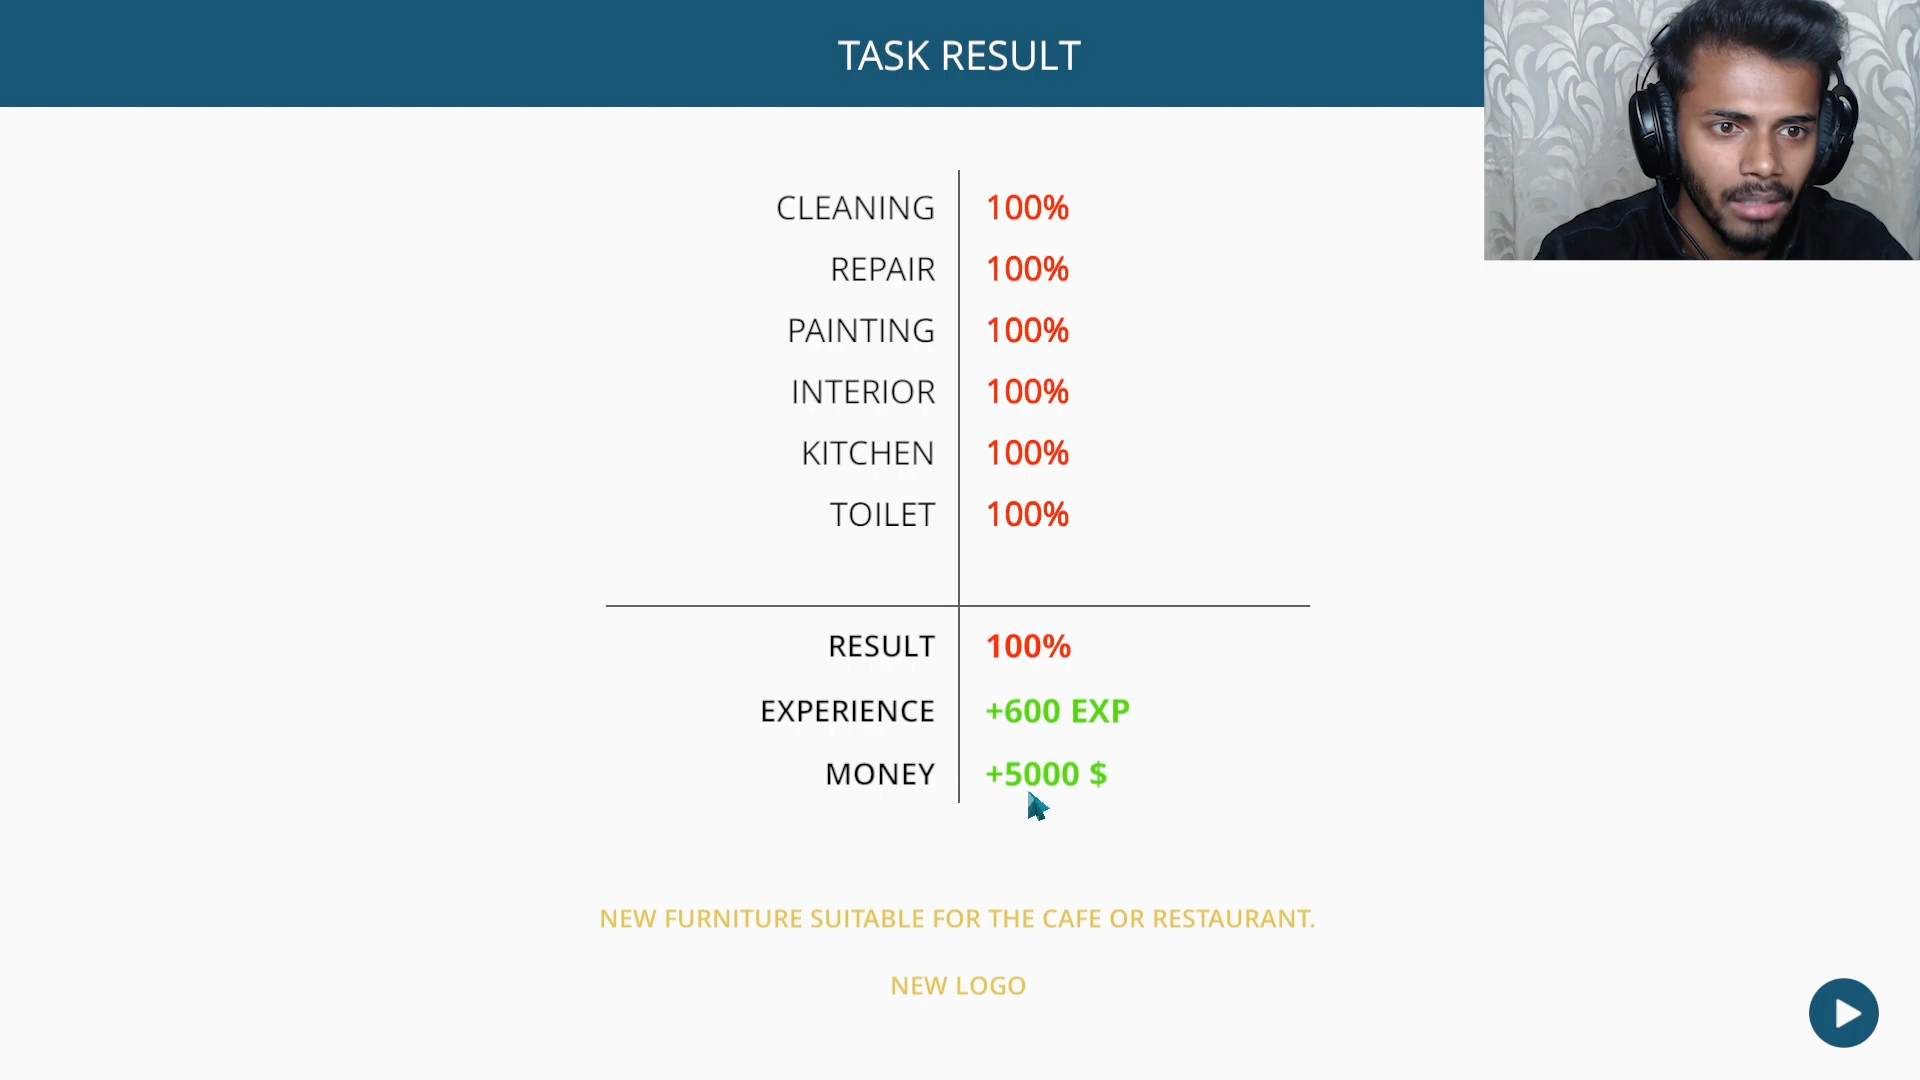 TASK RESULT
CLEANING 100%
REPAIR 100%
PAINTING 100%
INTERIOR 100%
KITCHEN 100%
TOILET 100%
RESULT 100%
EXPERIENCE +600 EXP
MONEY +5000 $
NEW FURNITURE SUITABLE FOR THE CAFE OR RESTAURANT.
NEW LOGO